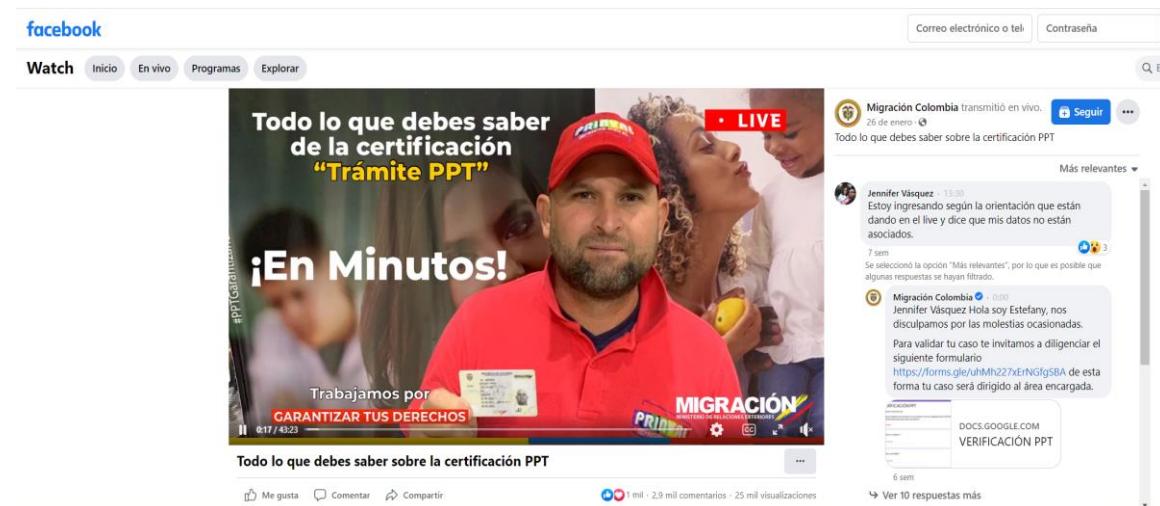 facebook
Correo electrónico o tel
Contraseña
Watch
Inicio
En vivo
Programas
Explorar
Todo lo que debes saber
de la certificación
“Trámite PPT”
• LIVE
¡En Minutos!
Trabajamos por
GARANTIZAR TUS DERECHOS
MIGRACIÓN
MINISTERIO DE RELACIONES EXTERIORES
0:17 / 43:23
Todo lo que debes saber sobre la certificación PPT
Me gusta
Comentar
Compartir
1 mil · 2,9 mil comentarios · 25 mil visualizaciones
Migración Colombia transmitió en vivo.
26 de enero ·
Seguir
Todo lo que debes saber sobre la certificación PPT
Más relevantes
Jennifer Vásquez · 13:30
Estoy ingresando según la orientación que están
dando en el live y dice que mis datos no están
asociados.
3
7 sem
Se seleccionó la opción "Más relevantes", por lo que es posible que
algunas respuestas se hayan filtrado.
Migración Colombia · 0:00
Jennifer Vásquez Hola soy Estefany, nos
disculpamos por las molestias ocasionadas.
Para validar tu caso te invitamos a diligenciar el
siguiente formulario
https://forms.gle/uhMh227xErNGfgSBA de esta
forma tu caso será dirigido al área encargada.
DOCS.GOOGLE.COM
VERIFICACIÓN PPT
6 sem
Ver 10 respuestas más